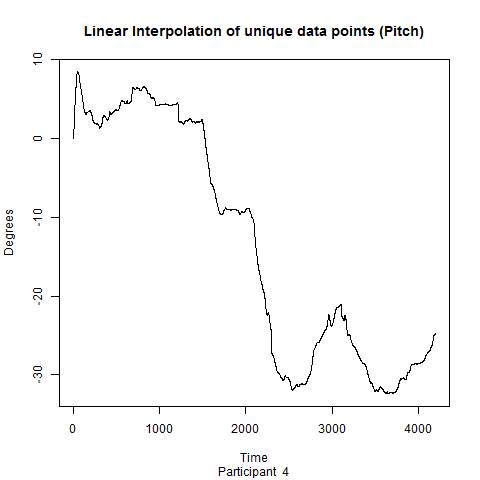 Linear Interpolation of unique data points (Pitch)
10
0
-10
-20
-30
Degrees
0 1000 2000 3000 4000
Time
Participant 4